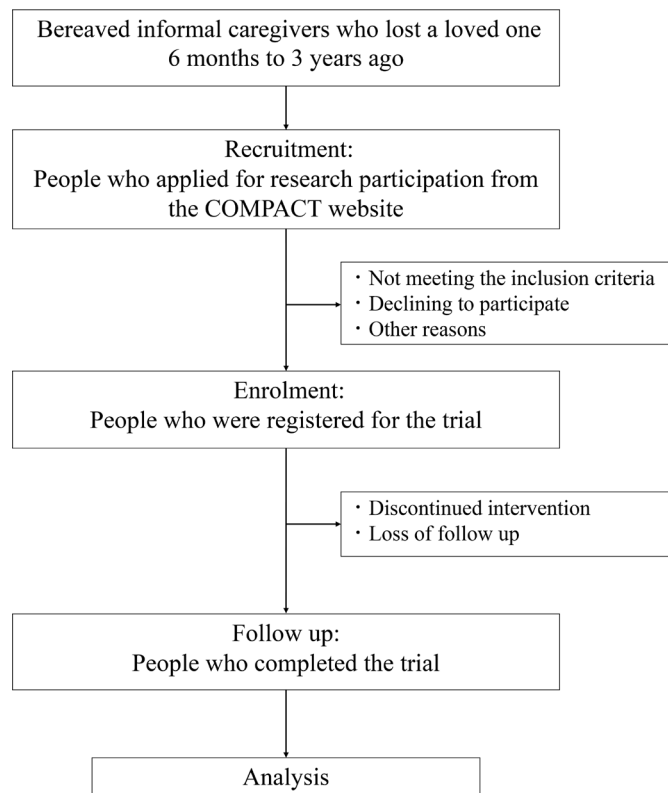 Bereaved informal caregivers who lost a loved one
6 months to 3 years ago
Recruitment:
People who applied for research participation from
the COMPACT website
・Not meeting the inclusion criteria
・Declining to participate
・Other reasons
Enrolment:
People who were registered for the trial
・Discontinued intervention
・Loss of follow up
Follow up:
People who completed the trial
Analysis